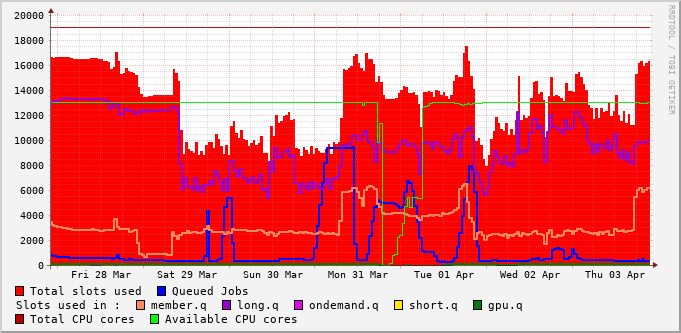 RRDTOOL / TOBI OETIKER
20000
18000
16000
14000
12000
10000
8000
6000
4000
2000
0
Fri 28 Mar Sat 29 Mar Sun 30 Mar Mon 31 Mar Tue 01 Apr Wed 02 Apr Thu 03 Apr
Total slots used Queued Jobs
Slots used in : member.q long.q ondemand.q short.q gpu.q
Total CPU cores Available CPU cores